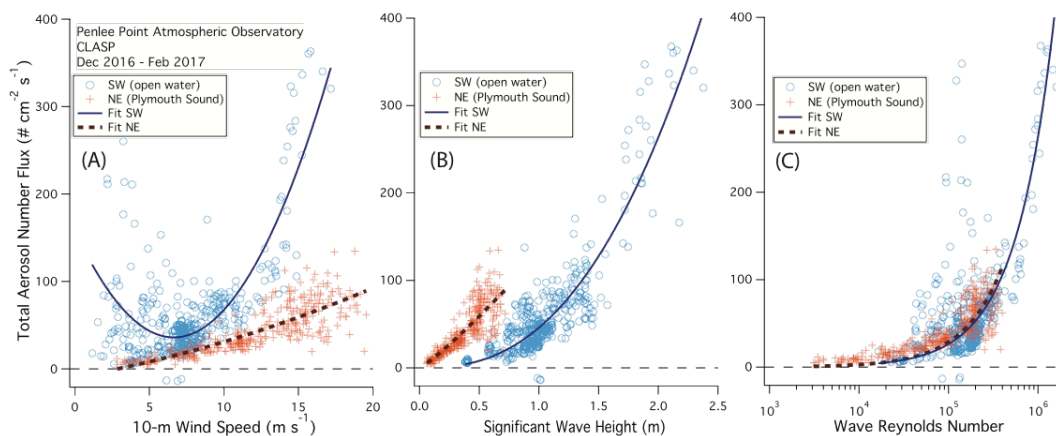 Total Aerosol Number Flux (# cm⁻² s⁻¹)
400
300
200
100
0
Penlee Point Atmospheric Observatory
CLASP
Dec 2016 - Feb 2017
SW (open water)
NE (Plymouth Sound)
Fit SW
Fit NE
(A)
0 5 10 15 20
10-m Wind Speed (m s⁻¹)
400
300
200
100
0
SW (open water)
NE (Plymouth Sound)
Fit SW
Fit NE
(B)
0.0 0.5 1.0 1.5 2.0 2.5
Significant Wave Height (m)
400
300
200
100
0
SW (open water)
NE (Plymouth Sound)
Fit SW
Fit NE
(C)
10³ 10⁴ 10⁵ 10⁶
Wave Reynolds Number